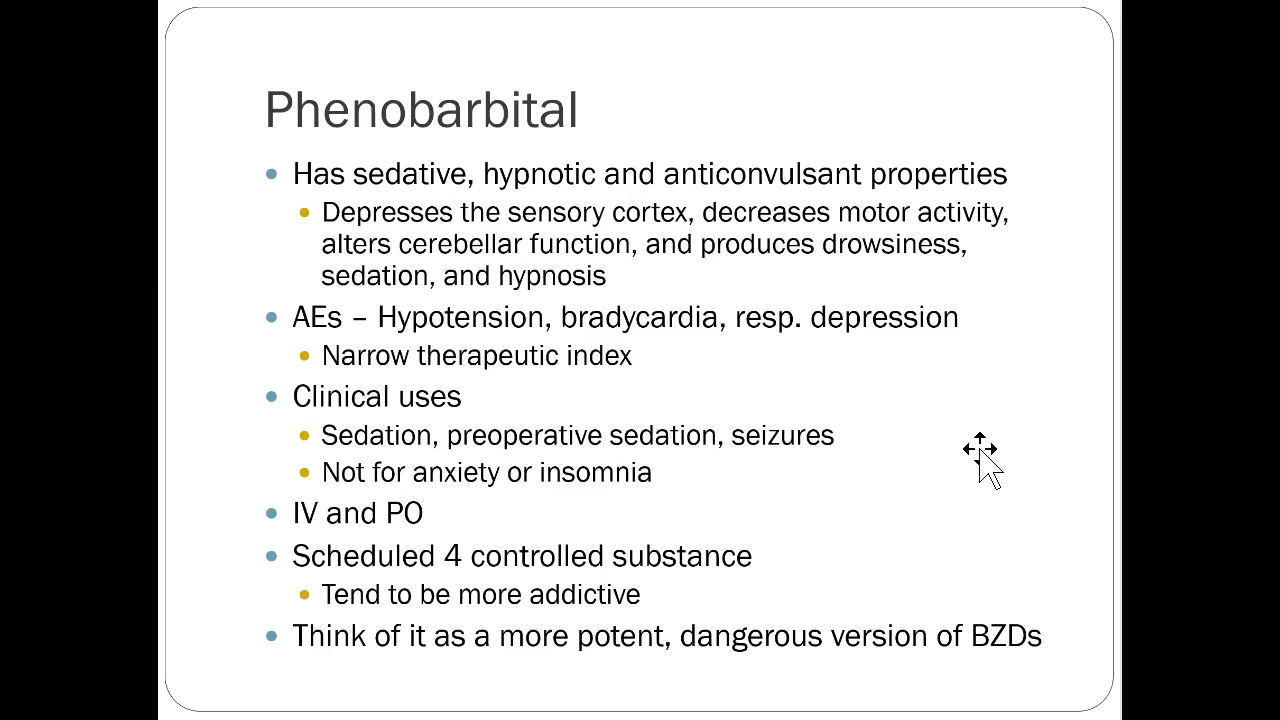 Phenobarbital
Has sedative, hypnotic and anticonvulsant properties
Depresses the sensory cortex, decreases motor activity,
alters cerebellar function, and produces drowsiness,
sedation, and hypnosis
AEs – Hypotension, bradycardia, resp. depression
Narrow therapeutic index
Clinical uses
Sedation, preoperative sedation, seizures
Not for anxiety or insomnia
IV and PO
Scheduled 4 controlled substance
Tend to be more addictive
Think of it as a more potent, dangerous version of BZDs